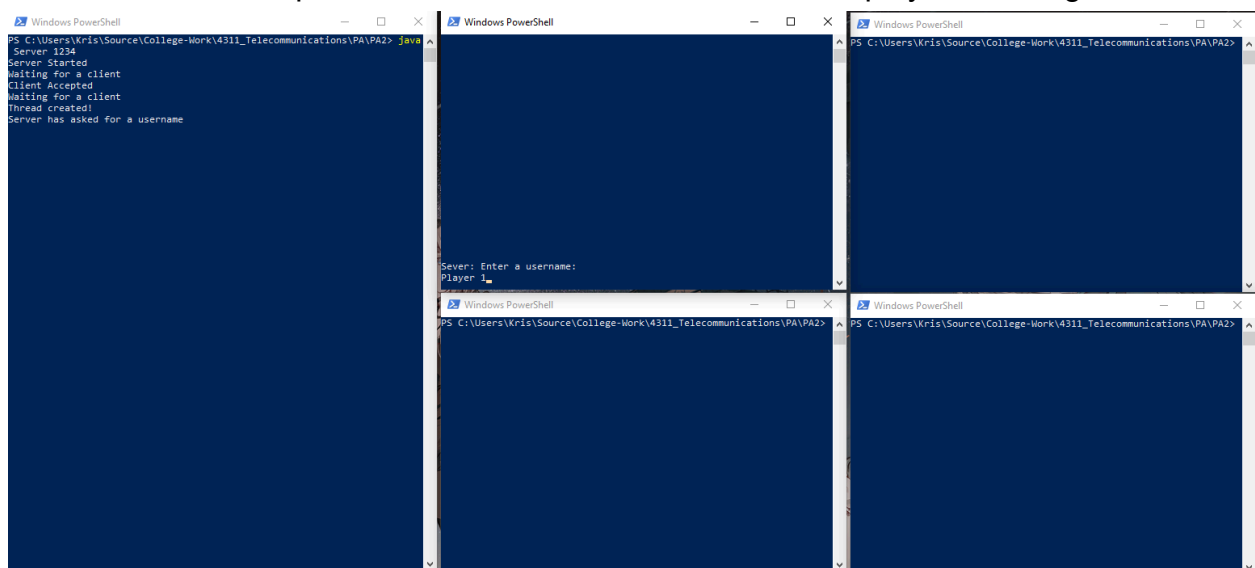 Windows PowerShell
PS C:\Users\Kris\Source\College-Work\4311_Telecommunications\PA\PA2> java
Server 1234
Server Started
Waiting for a client
Client Accepted
Waiting for a client
Thread created!
Server has asked for a username
Windows PowerShell
Sever: Enter a username:
Player 1
Windows PowerShell
PS C:\Users\Kris\Source\College-Work\4311_Telecommunications\PA\PA2>
Windows PowerShell
PS C:\Users\Kris\Source\College-Work\4311_Telecommunications\PA\PA2>
Windows PowerShell
PS C:\Users\Kris\Source\College-Work\4311_Telecommunications\PA\PA2>